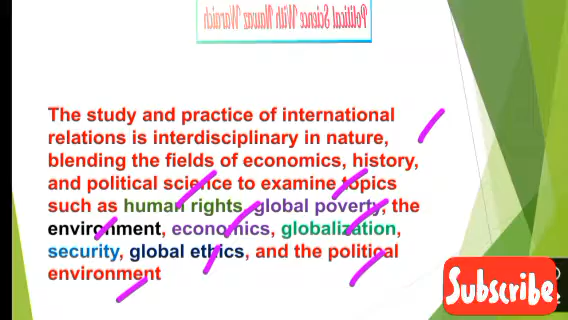 Political Science With Nawaz Waraich
The study and practice of international
relations is interdisciplinary in nature,
blending the fields of economics, history,
and political science to examine topics
such as human rights, global poverty, the
environment, economics, globalization,
security, global ethics, and the political
environment
Subscribe